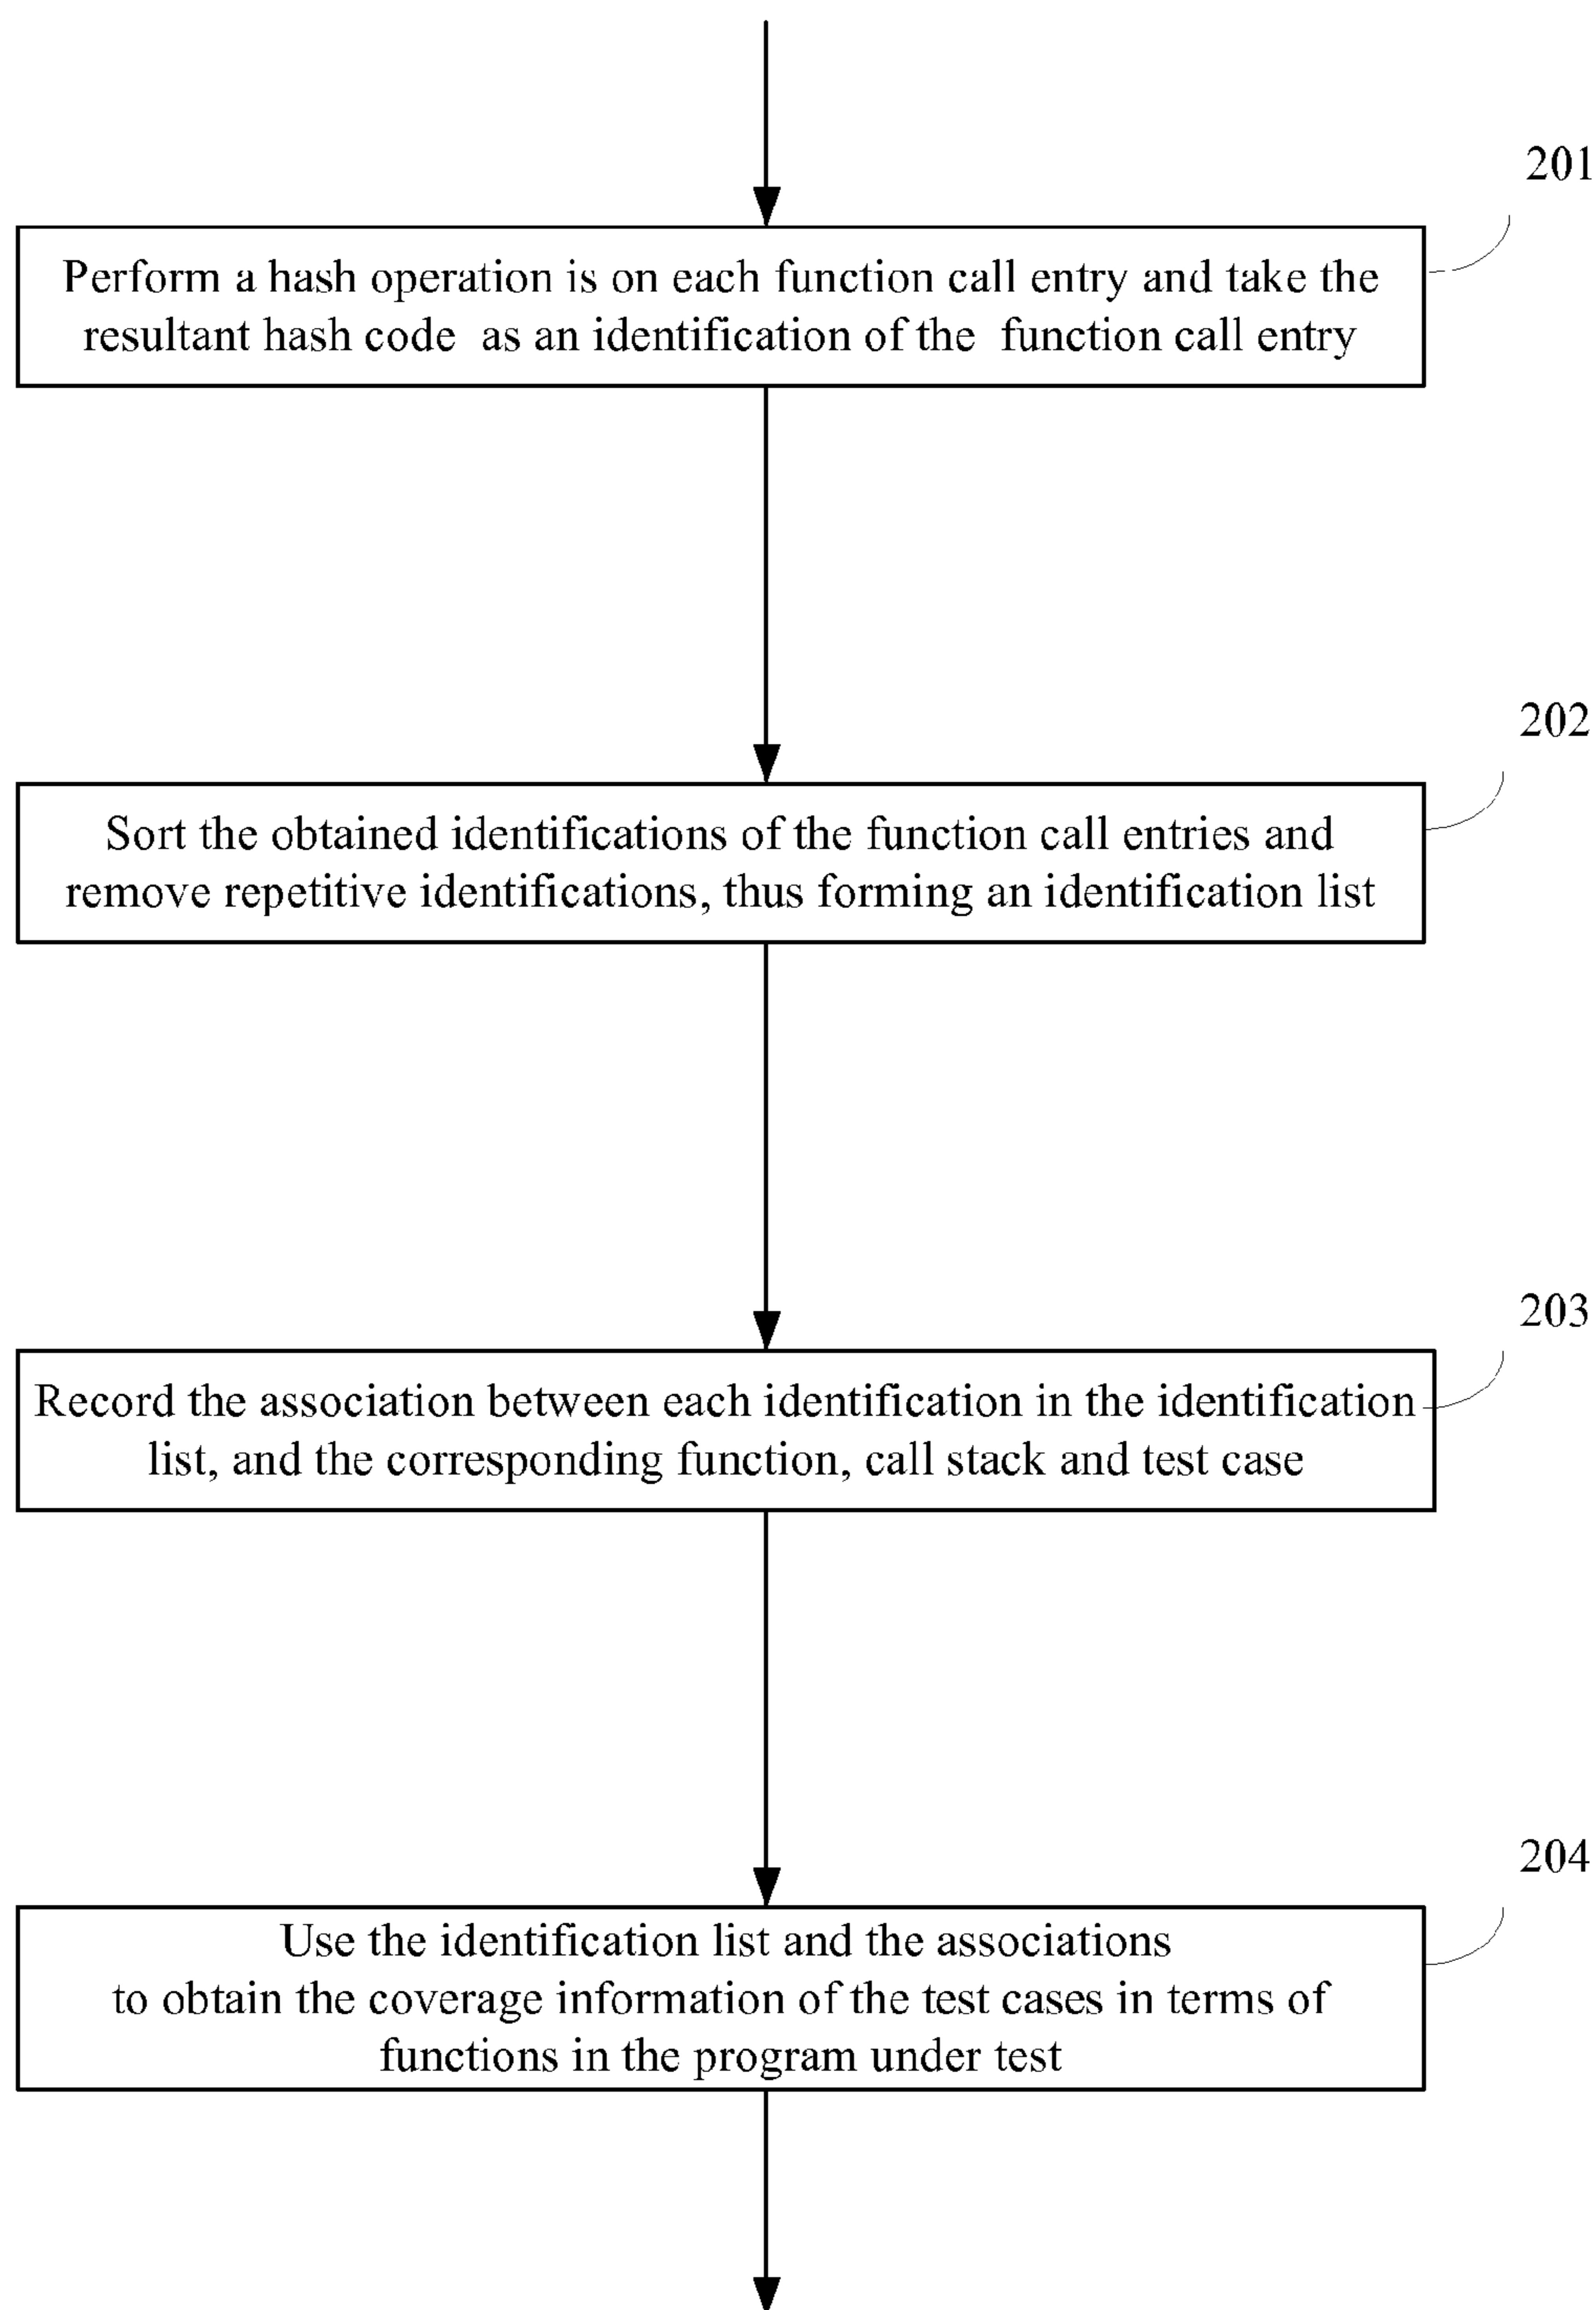 201
Perform a hash operation is on each function call entry and take the
resultant hash code as an identification of the function call entry
202
Sort the obtained identifications of the function call entries and
remove repetitive identifications, thus forming an identification list
203
Record the association between each identification in the identification
list, and the corresponding function, call stack and test case
204
Use the identification list and the associations
to obtain the coverage information of the test cases in terms of
functions in the program under test